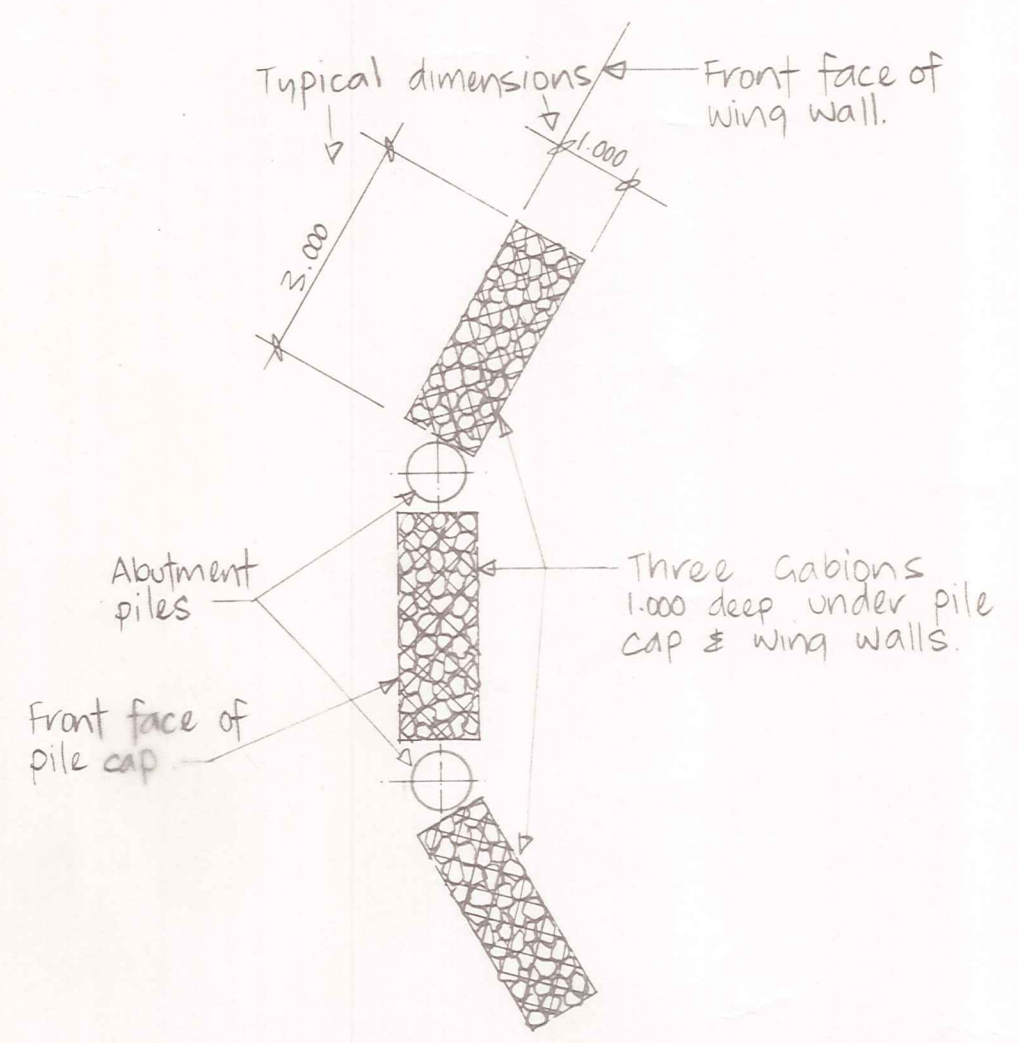 Typical dimensions
Front face of
wing wall.
1.000
3.000
Abutment
piles
Three Gabions
1.000 deep under pile
cap & wing walls.
Front face of
pile cap